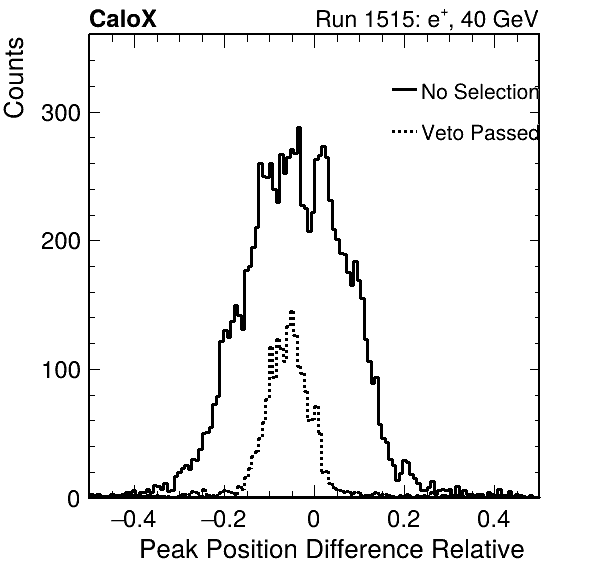 CaloX Run 1515: e⁺, 40 GeV
Counts
No Selection
Veto Passed
300
200
100
0
−0.4 −0.2 0 0.2 0.4
Peak Position Difference Relative